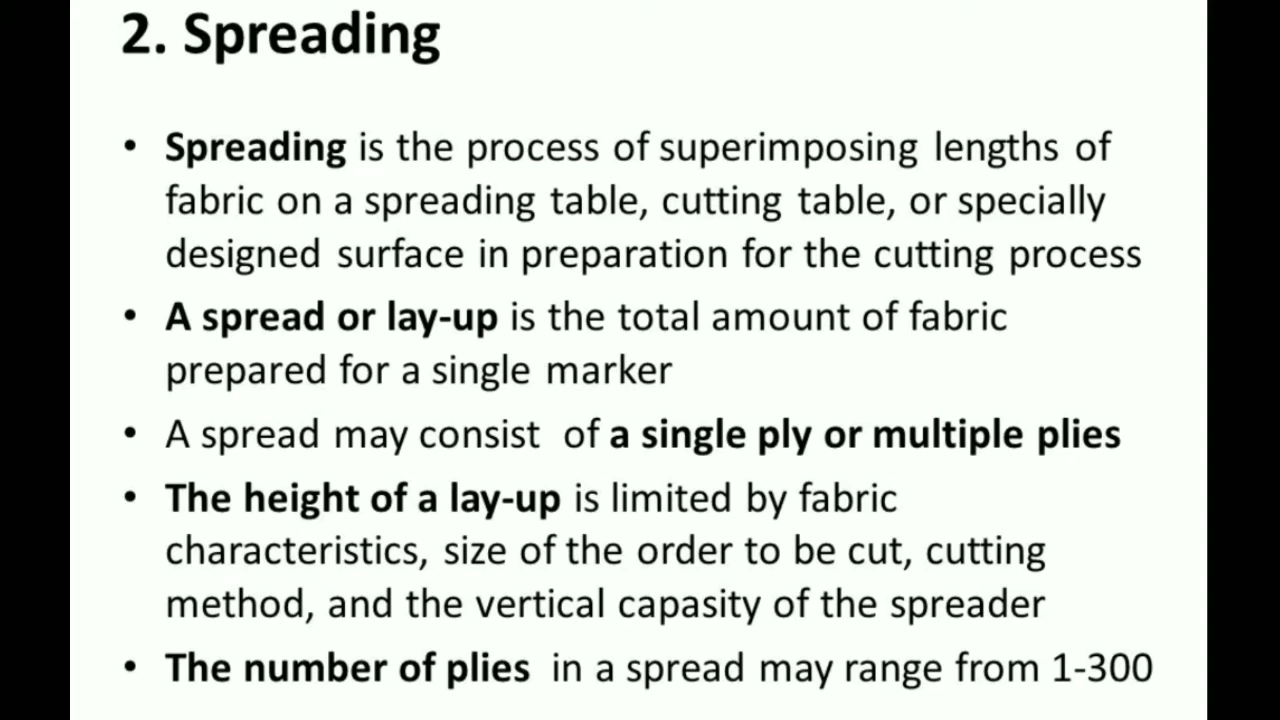 2. Spreading
• Spreading is the process of superimposing lengths of
fabric on a spreading table, cutting table, or specially
designed surface in preparation for the cutting process
• A spread or lay-up is the total amount of fabric
prepared for a single marker
• A spread may consist of a single ply or multiple plies
• The height of a lay-up is limited by fabric
characteristics, size of the order to be cut, cutting
method, and the vertical capasity of the spreader
• The number of plies in a spread may range from 1-300